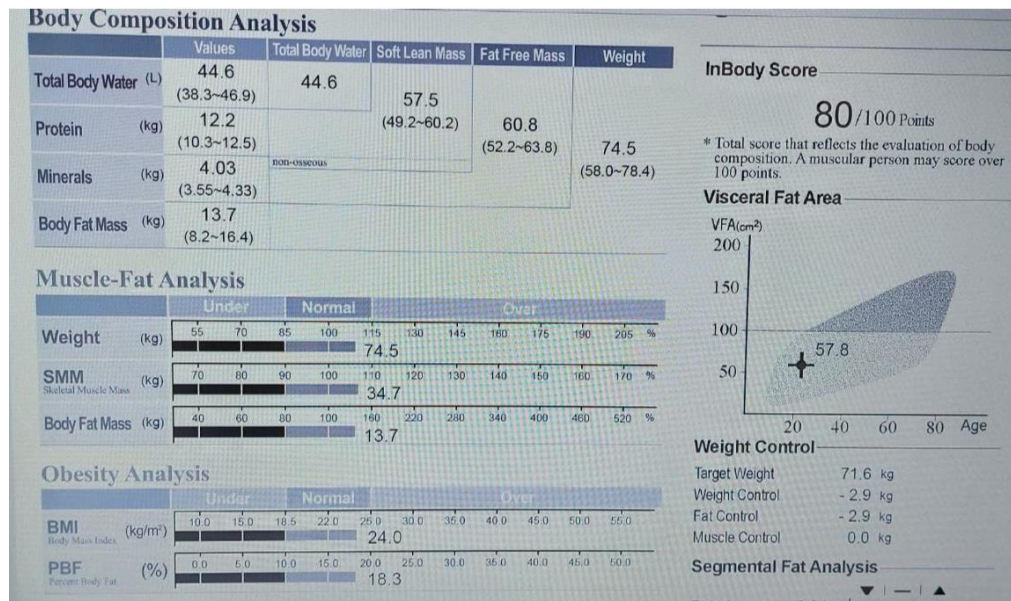 Body Composition Analysis
Values Total Body Water Soft Lean Mass Fat Free Mass Weight
Total Body Water (L) 44.6 (38.3~46.9) 44.6 57.5 (49.2~60.2) 60.8 (52.2~63.8) 74.5 (58.0~78.4)
Protein (kg) 12.2 (10.3~12.5)
non-osseous
Minerals (kg) 4.03 (3.55~4.33)
Body Fat Mass (kg) 13.7 (8.2~16.4)
Muscle-Fat Analysis
Under Normal Over
Weight (kg) 55 70 85 100 115 130 145 160 175 190 205 %
74.5
SMM (kg) 70 80 90 100 110 120 130 140 150 160 170 %
Skeletal Muscle Mass
34.7
Body Fat Mass (kg) 40 60 80 100 160 220 280 340 400 460 520 %
13.7
Obesity Analysis
Under Normal Over
BMI (kg/m²) 10.0 15.0 18.5 22.0 25.0 30.0 35.0 40.0 45.0 50.0 55.0
Body Mass Index
24.0
PBF (%) 0.0 5.0 10.0 15.0 20.0 25.0 30.0 35.0 40.0 45.0 50.0
Percent Body Fat
18.3
InBody Score
80/100 Points
* Total score that reflects the evaluation of body
composition. A muscular person may score over
100 points.
Visceral Fat Area
VFA(cm²)
200
150
100
57.8
50
20 40 60 80 Age
Weight Control
Target Weight 71.6 kg
Weight Control - 2.9 kg
Fat Control - 2.9 kg
Muscle Control 0.0 kg
Segmental Fat Analysis